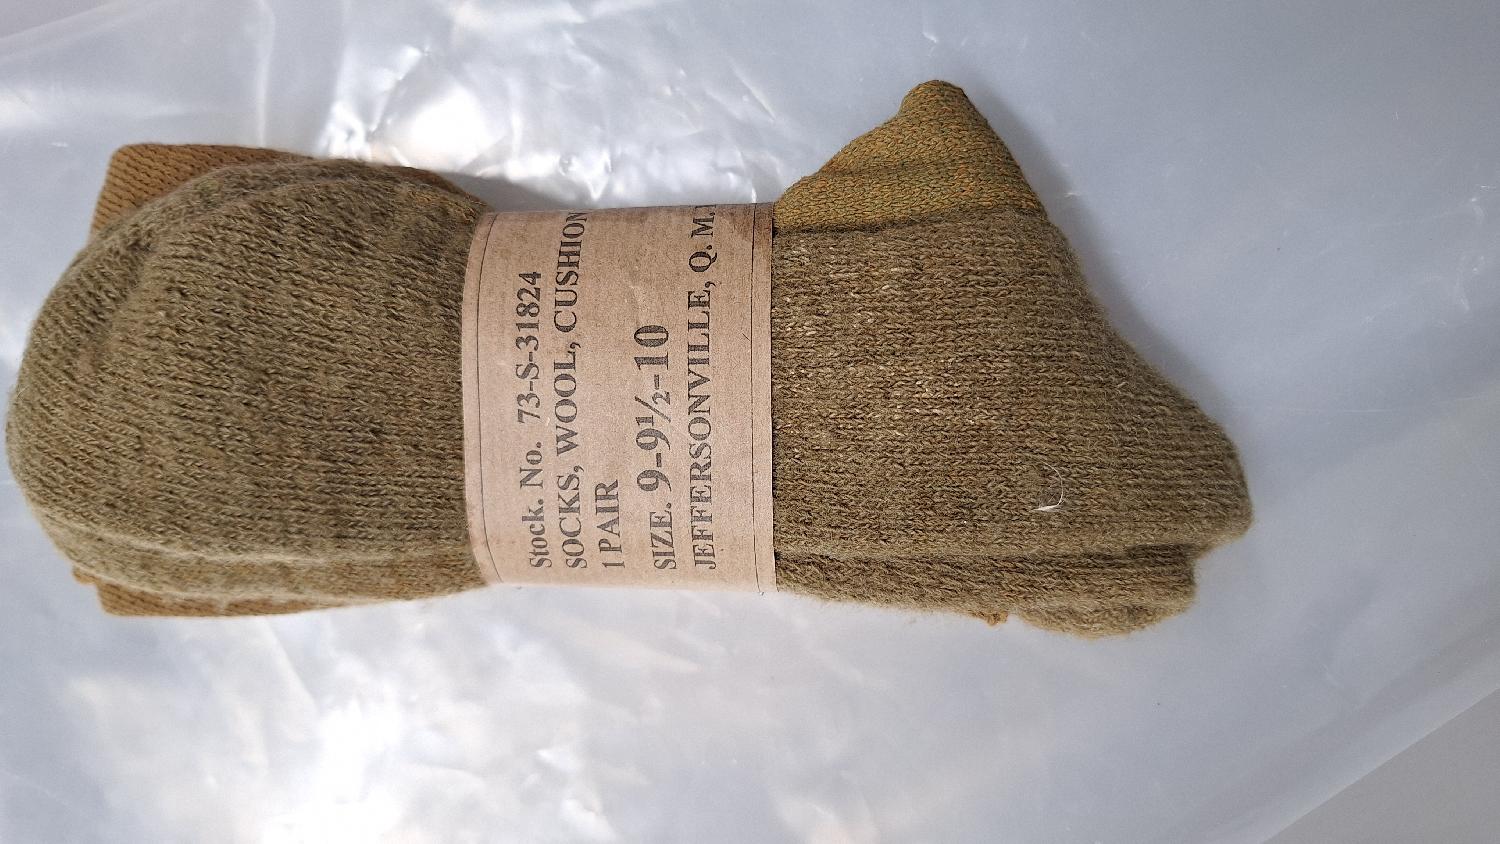 Stock. No. 73-S-31824
SOCKS, WOOL, CUSHION
1 PAIR
SIZE. 9-9½-10
JEFFERSONVILLE, Q. M.